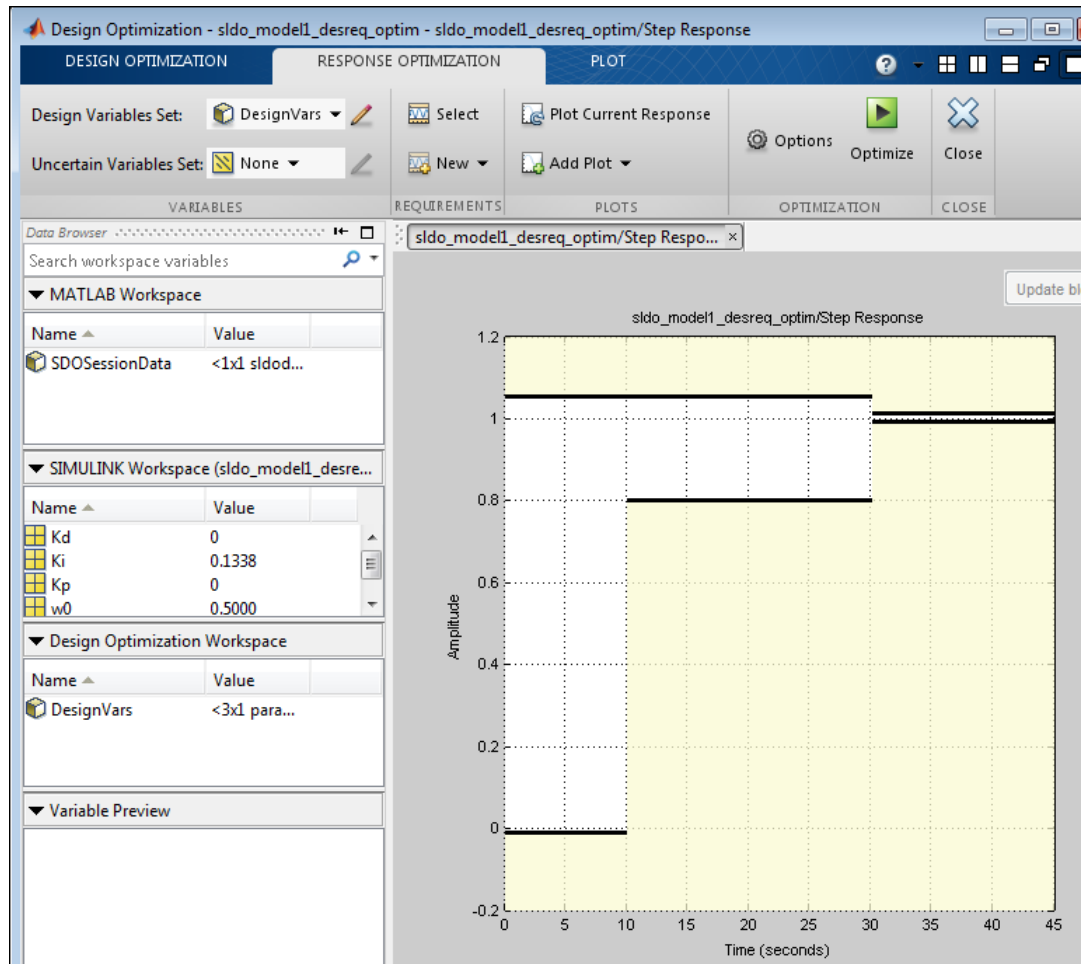 Design Optimization - sldo_model1_desreq_optim - sldo_model1_desreq_optim/Step Response
DESIGN OPTIMIZATION RESPONSE OPTIMIZATION PLOT
Design Variables Set: DesignVars Select Plot Current Response Options Optimize Close
Uncertain Variables Set: None New Add Plot
VARIABLES REQUIREMENTS PLOTS OPTIMIZATION CLOSE
Data Browser
sldo_model1_desreq_optim/Step Respo... ×
Search workspace variables
MATLAB Workspace
Name Value
SDOSessionData <1x1 sldod...
SIMULINK Workspace (sldo_model1_desre...
Name Value
Kd 0
Ki 0.1338
Kp 0
w0 0.5000
Design Optimization Workspace
Name Value
DesignVars <3x1 para...
Variable Preview
Update bl
sldo_model1_desreq_optim/Step Response
1.2
1
0.8
0.6
0.4
0.2
0
-0.2
Amplitude
0 5 10 15 20 25 30 35 40 45
Time (seconds)